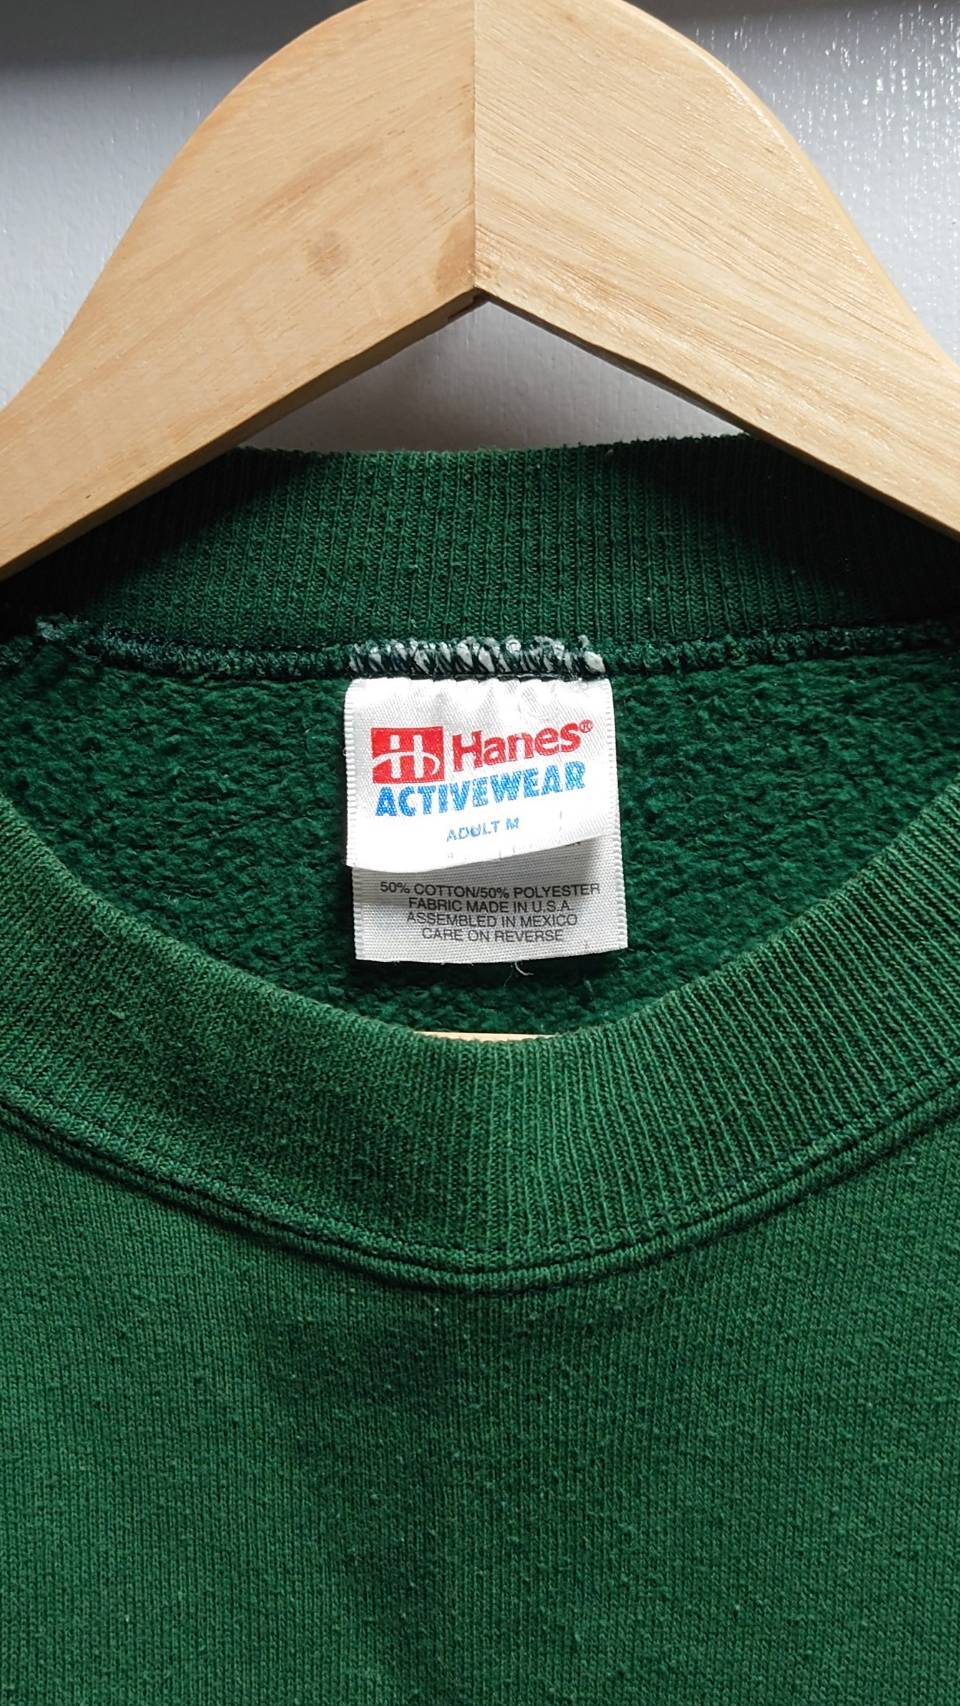 H Hanes®
ACTIVEWEAR
ADULT M
50% COTTON/50% POLYESTER
FABRIC MADE IN U.S.A.
ASSEMBLED IN MEXICO
CARE ON REVERSE